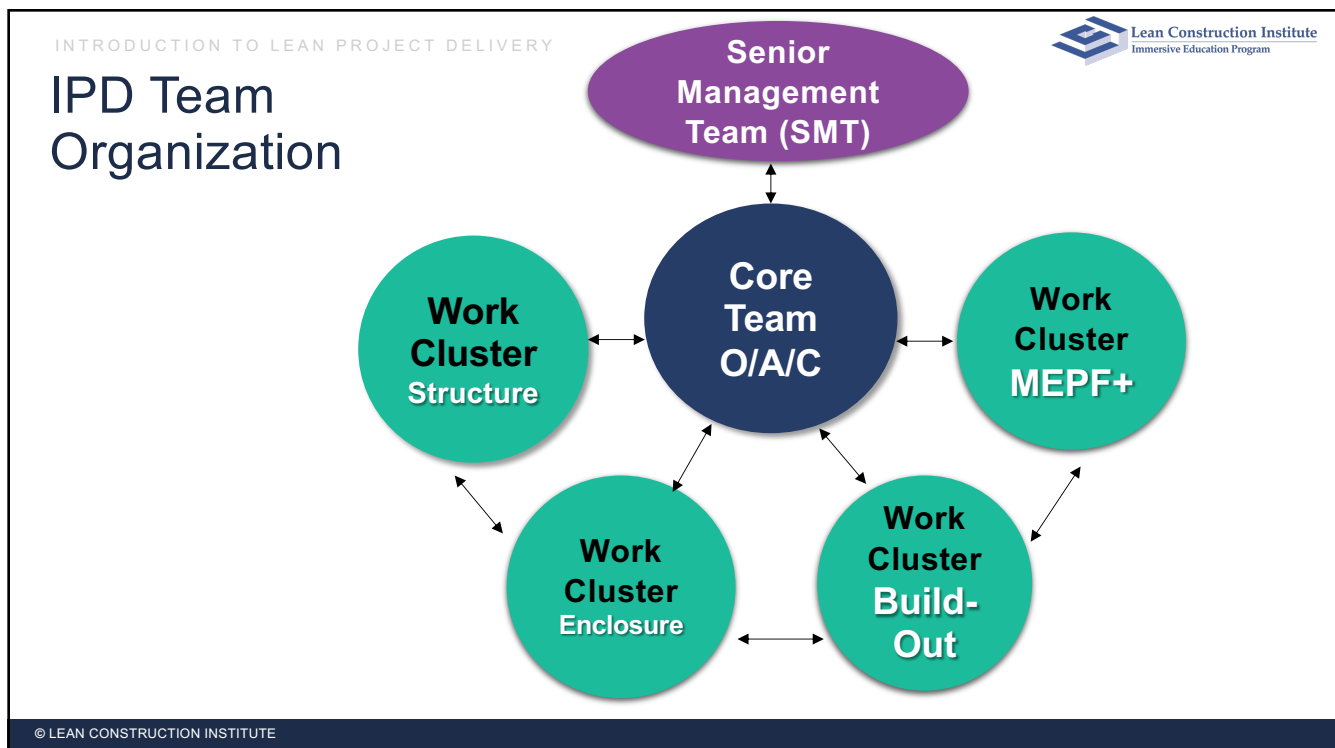 INTRODUCTION TO LEAN PROJECT DELIVERY
IPD Team
Organization
Lean Construction Institute
Immersive Education Program
Senior
Management
Team (SMT)
Core
Team
O/A/C
Work
Cluster
Structure
Work
Cluster
MEPF+
Work
Cluster
Enclosure
Work
Cluster
Build-
Out
© LEAN CONSTRUCTION INSTITUTE